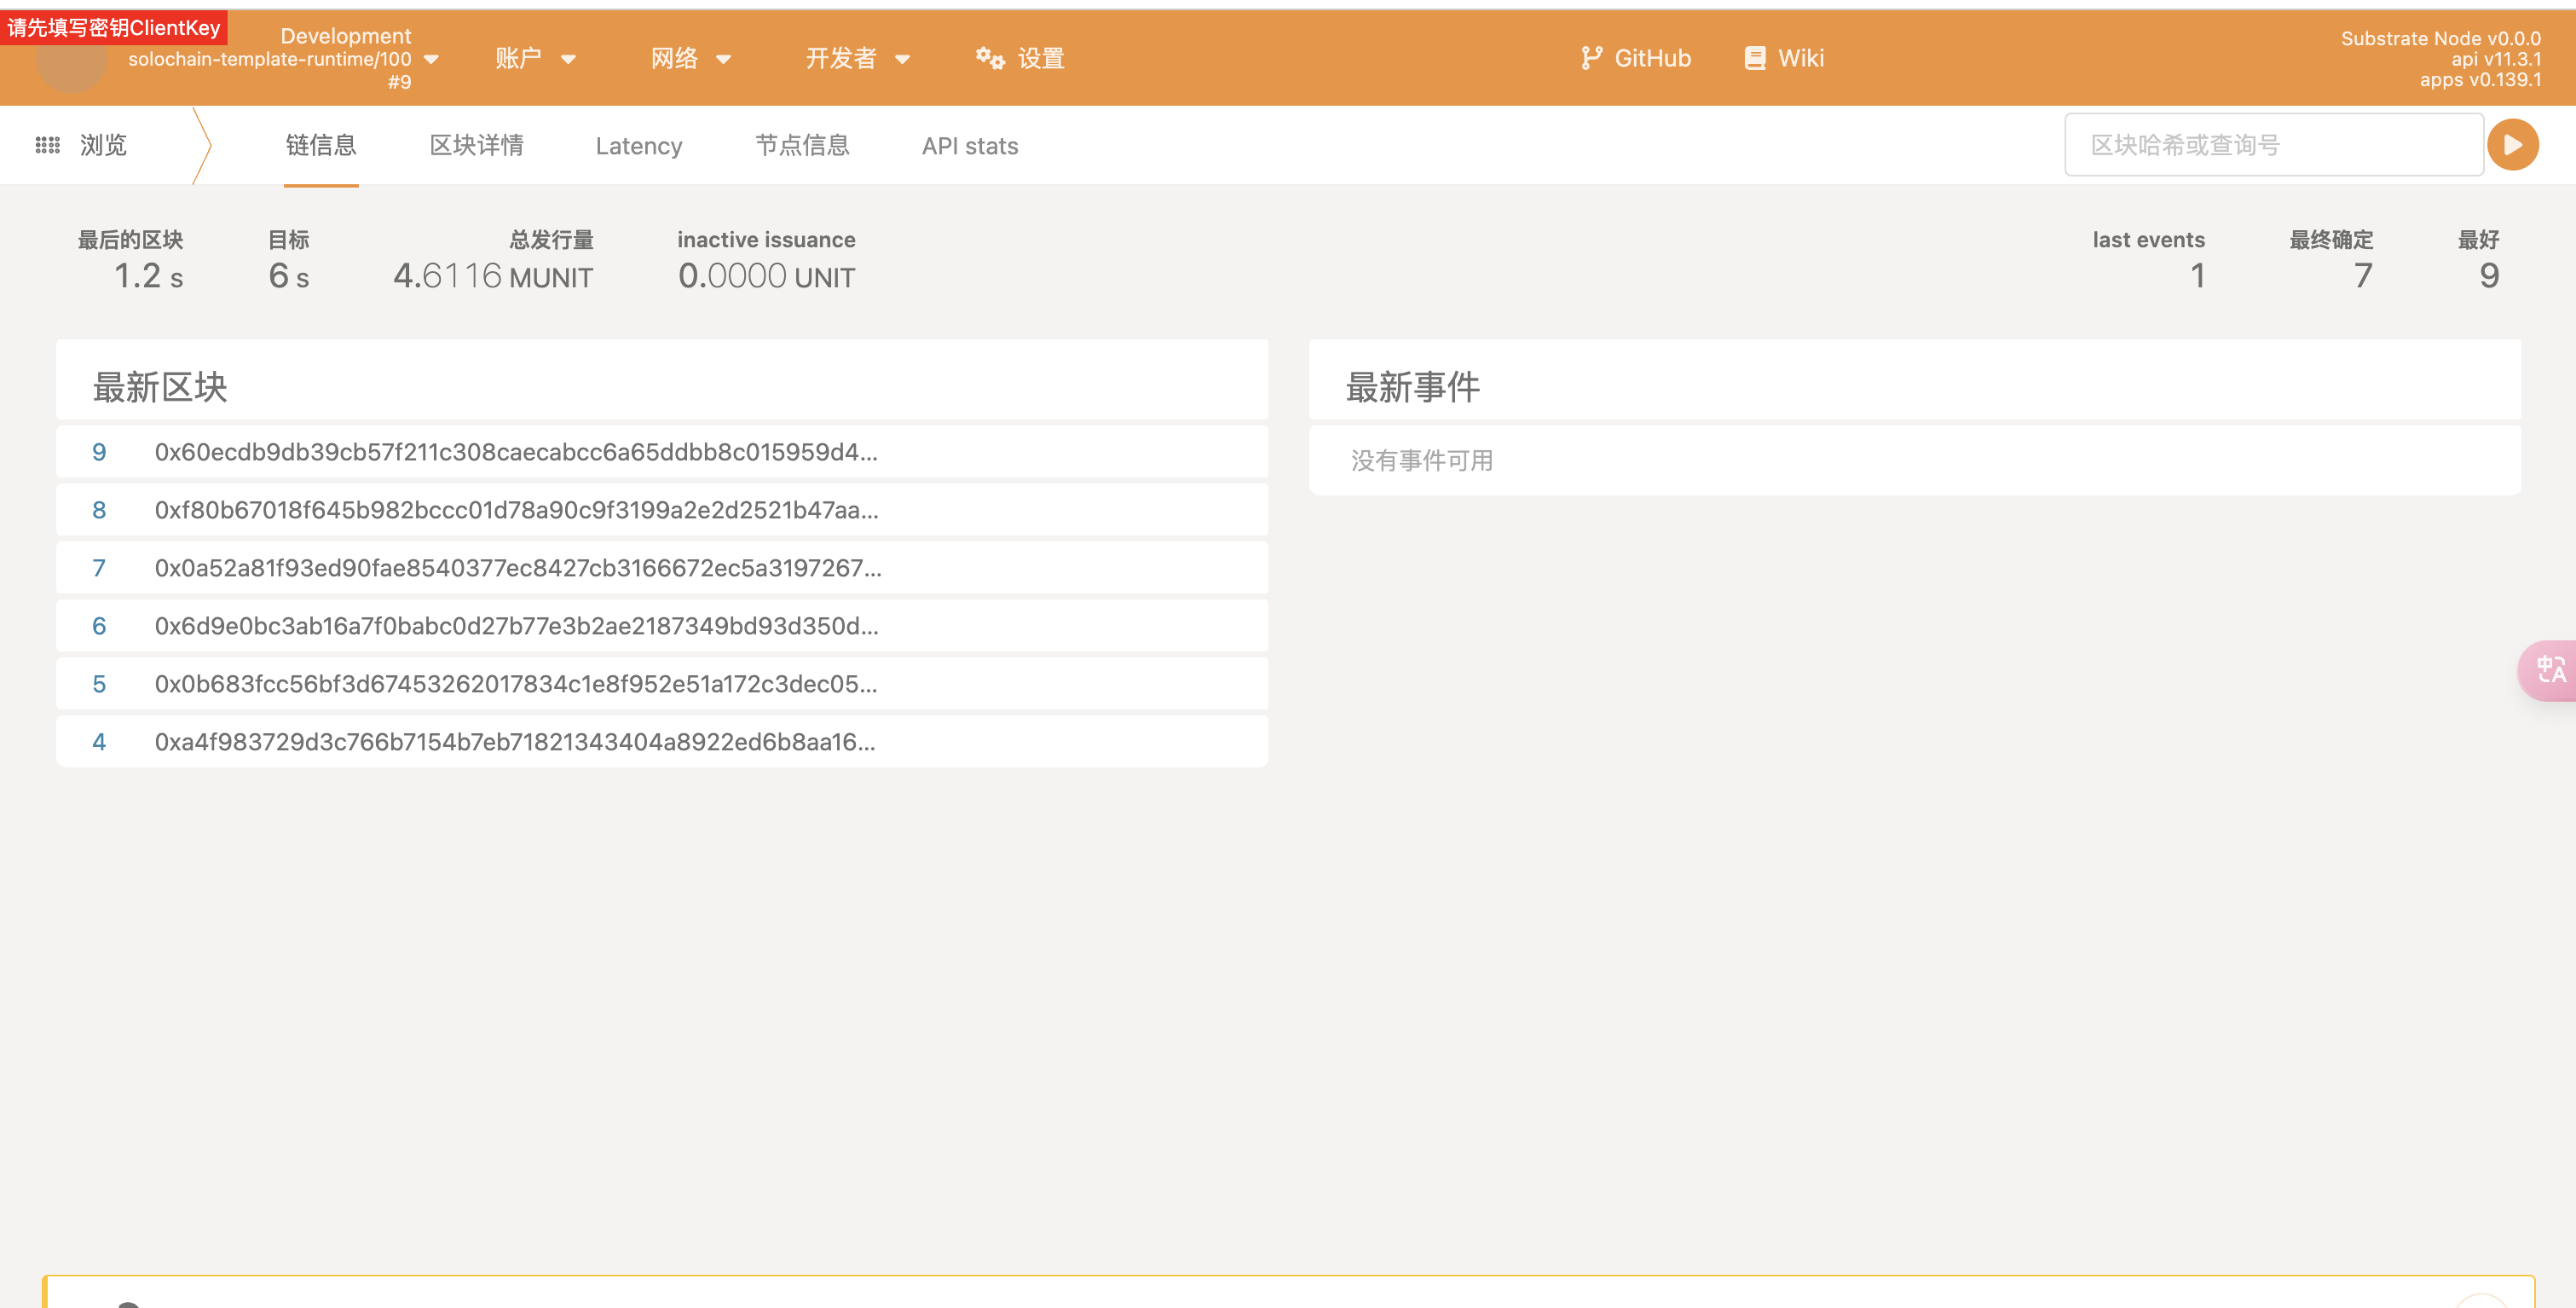 请先填写密钥ClientKey
Development
solochain-template-runtime/100
#9
账户
网络
开发者
设置
GitHub
Wiki
Substrate Node v0.0.0
api v11.3.1
apps v0.139.1
浏览
链信息
区块详情
Latency
节点信息
API stats
区块哈希或查询号
最后的区块
1.2 s
目标
6 s
总发行量
4.6116 MUNIT
inactive issuance
0.0000 UNIT
last events
1
最终确定
7
最好
9
最新区块
9 0x60ecdb9db39cb57f211c308caecabcc6a65ddbb8c015959d4...
8 0xf80b67018f645b982bccc01d78a90c9f3199a2e2d2521b47aa...
7 0x0a52a81f93ed90fae8540377ec8427cb3166672ec5a3197267...
6 0x6d9e0bc3ab16a7f0babc0d27b77e3b2ae2187349bd93d350d...
5 0x0b683fcc56bf3d67453262017834c1e8f952e51a172c3dec05...
4 0xa4f983729d3c766b7154b7eb71821343404a8922ed6b8aa16...
最新事件
没有事件可用